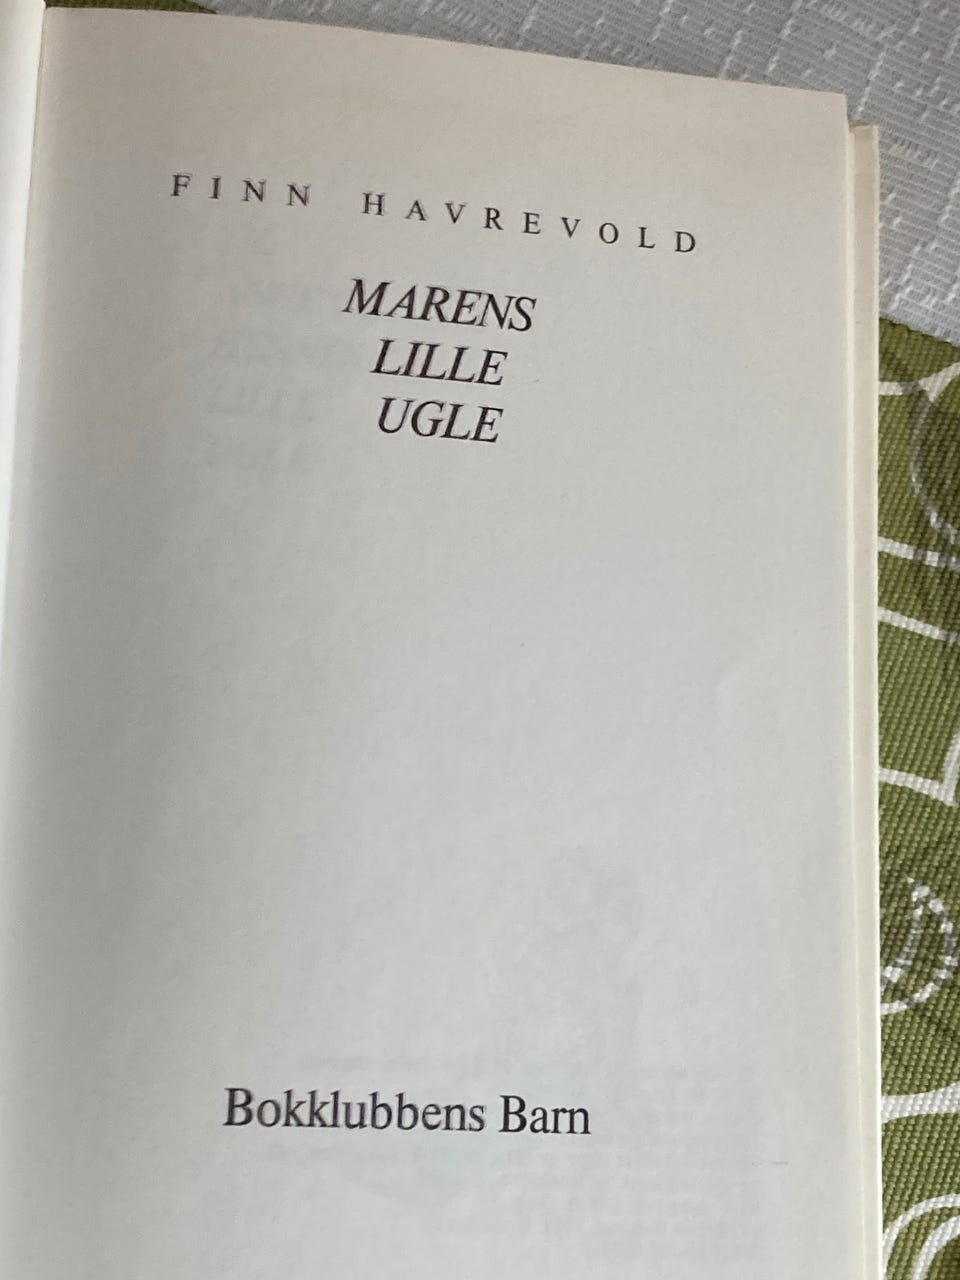 FINN HAVREVOLD
MARENS
LILLE
UGLE
Bokklubbens Barn